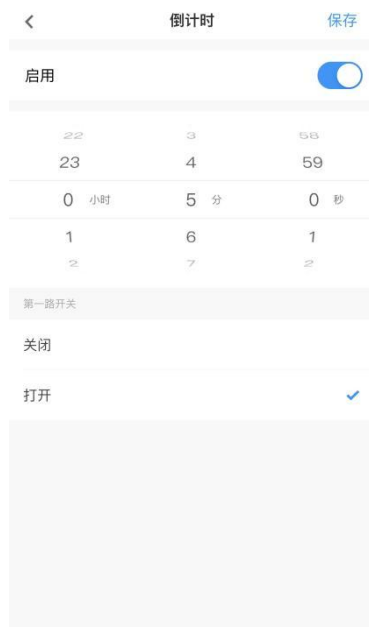 倒计时 保存
启用
22 3 58
23 4 59
0 小时 5 分 0 秒
1 6 1
2 7 2
第一路开关
关闭
打开